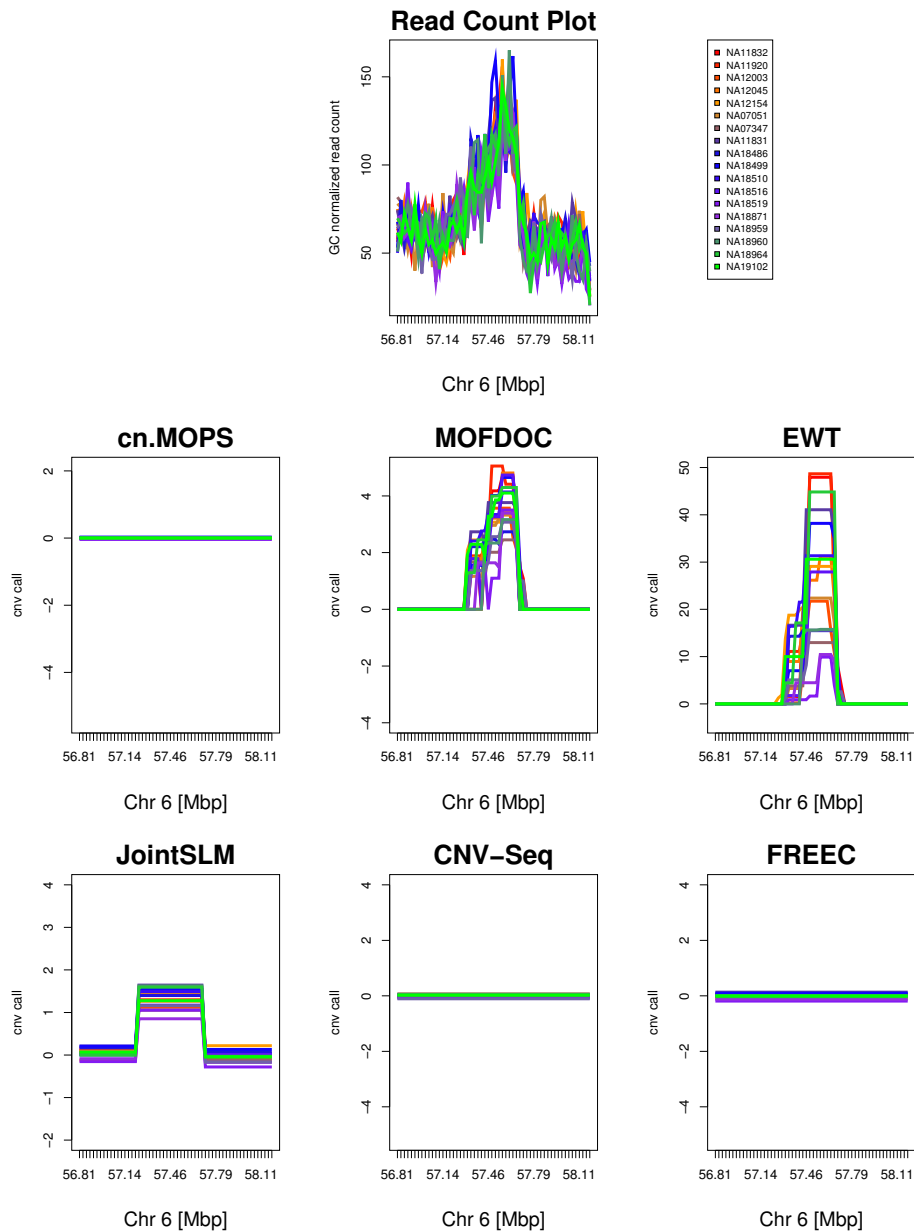 Read Count Plot
GC normalized read count
150
100
50
56.81 57.14 57.46 57.79 58.11
Chr 6 [Mbp]
NA11832
NA11920
NA12003
NA12045
NA12154
NA07051
NA07347
NA11831
NA18486
NA18499
NA18510
NA18516
NA18519
NA18871
NA18959
NA18960
NA18964
NA19102
cn.MOPS
cnv call
2
0
−2
−4
56.81 57.14 57.46 57.79 58.11
Chr 6 [Mbp]
MOFDOC
cnv call
4
2
0
−2
−4
56.81 57.14 57.46 57.79 58.11
Chr 6 [Mbp]
EWT
cnv call
50
40
30
20
10
0
56.81 57.14 57.46 57.79 58.11
Chr 6 [Mbp]
JointSLM
cnv call
4
3
2
1
0
−1
−2
56.81 57.14 57.46 57.79 58.11
Chr 6 [Mbp]
CNV−Seq
cnv call
4
2
0
−2
−4
56.81 57.14 57.46 57.79 58.11
Chr 6 [Mbp]
FREEC
cnv call
4
2
0
−2
−4
56.81 57.14 57.46 57.79 58.11
Chr 6 [Mbp]